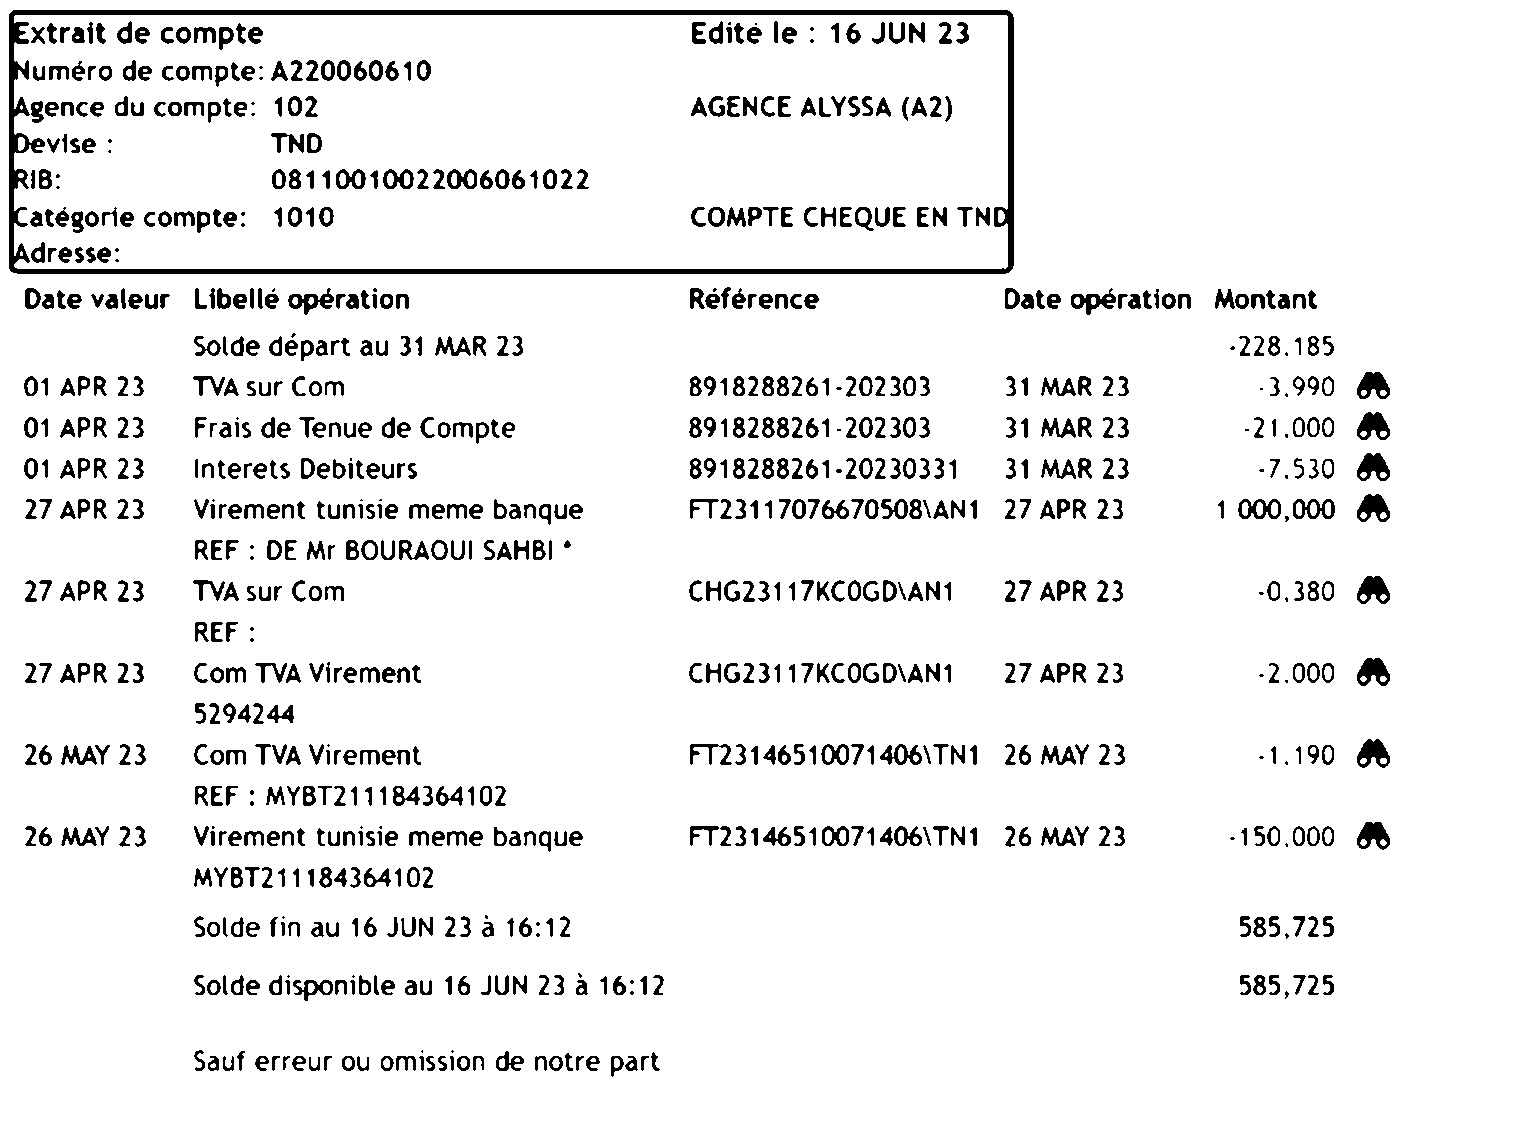 Extrait de compte Edité le : 16 JUN 23
Numéro de compte: A220060610
Agence du compte: 102 AGENCE ALYSSA (A2)
Devise : TND
RIB: 08110010022006061022
Catégorie compte: 1010 COMPTE CHEQUE EN TND
Adresse:
Date valeur Libellé opération Référence Date opération Montant
Solde départ au 31 MAR 23 -228,185
01 APR 23 TVA sur Com 8918288261-202303 31 MAR 23 -3,990
01 APR 23 Frais de Tenue de Compte 8918288261-202303 31 MAR 23 -21,000
01 APR 23 Interets Debiteurs 8918288261-20230331 31 MAR 23 -7,530
27 APR 23 Virement tunisie meme banque FT23117076670508\AN1 27 APR 23 1 000,000
REF : DE Mr BOURAOUI SAHBI *
27 APR 23 TVA sur Com CHG23117KC0GD\AN1 27 APR 23 -0,380
REF :
27 APR 23 Com TVA Virement CHG23117KC0GD\AN1 27 APR 23 -2,000
5294244
26 MAY 23 Com TVA Virement FT23146510071406\TN1 26 MAY 23 -1,190
REF : MYBT211184364102
26 MAY 23 Virement tunisie meme banque FT23146510071406\TN1 26 MAY 23 -150,000
MYBT211184364102
Solde fin au 16 JUN 23 à 16:12 585,725
Solde disponible au 16 JUN 23 à 16:12 585,725
Sauf erreur ou omission de notre part